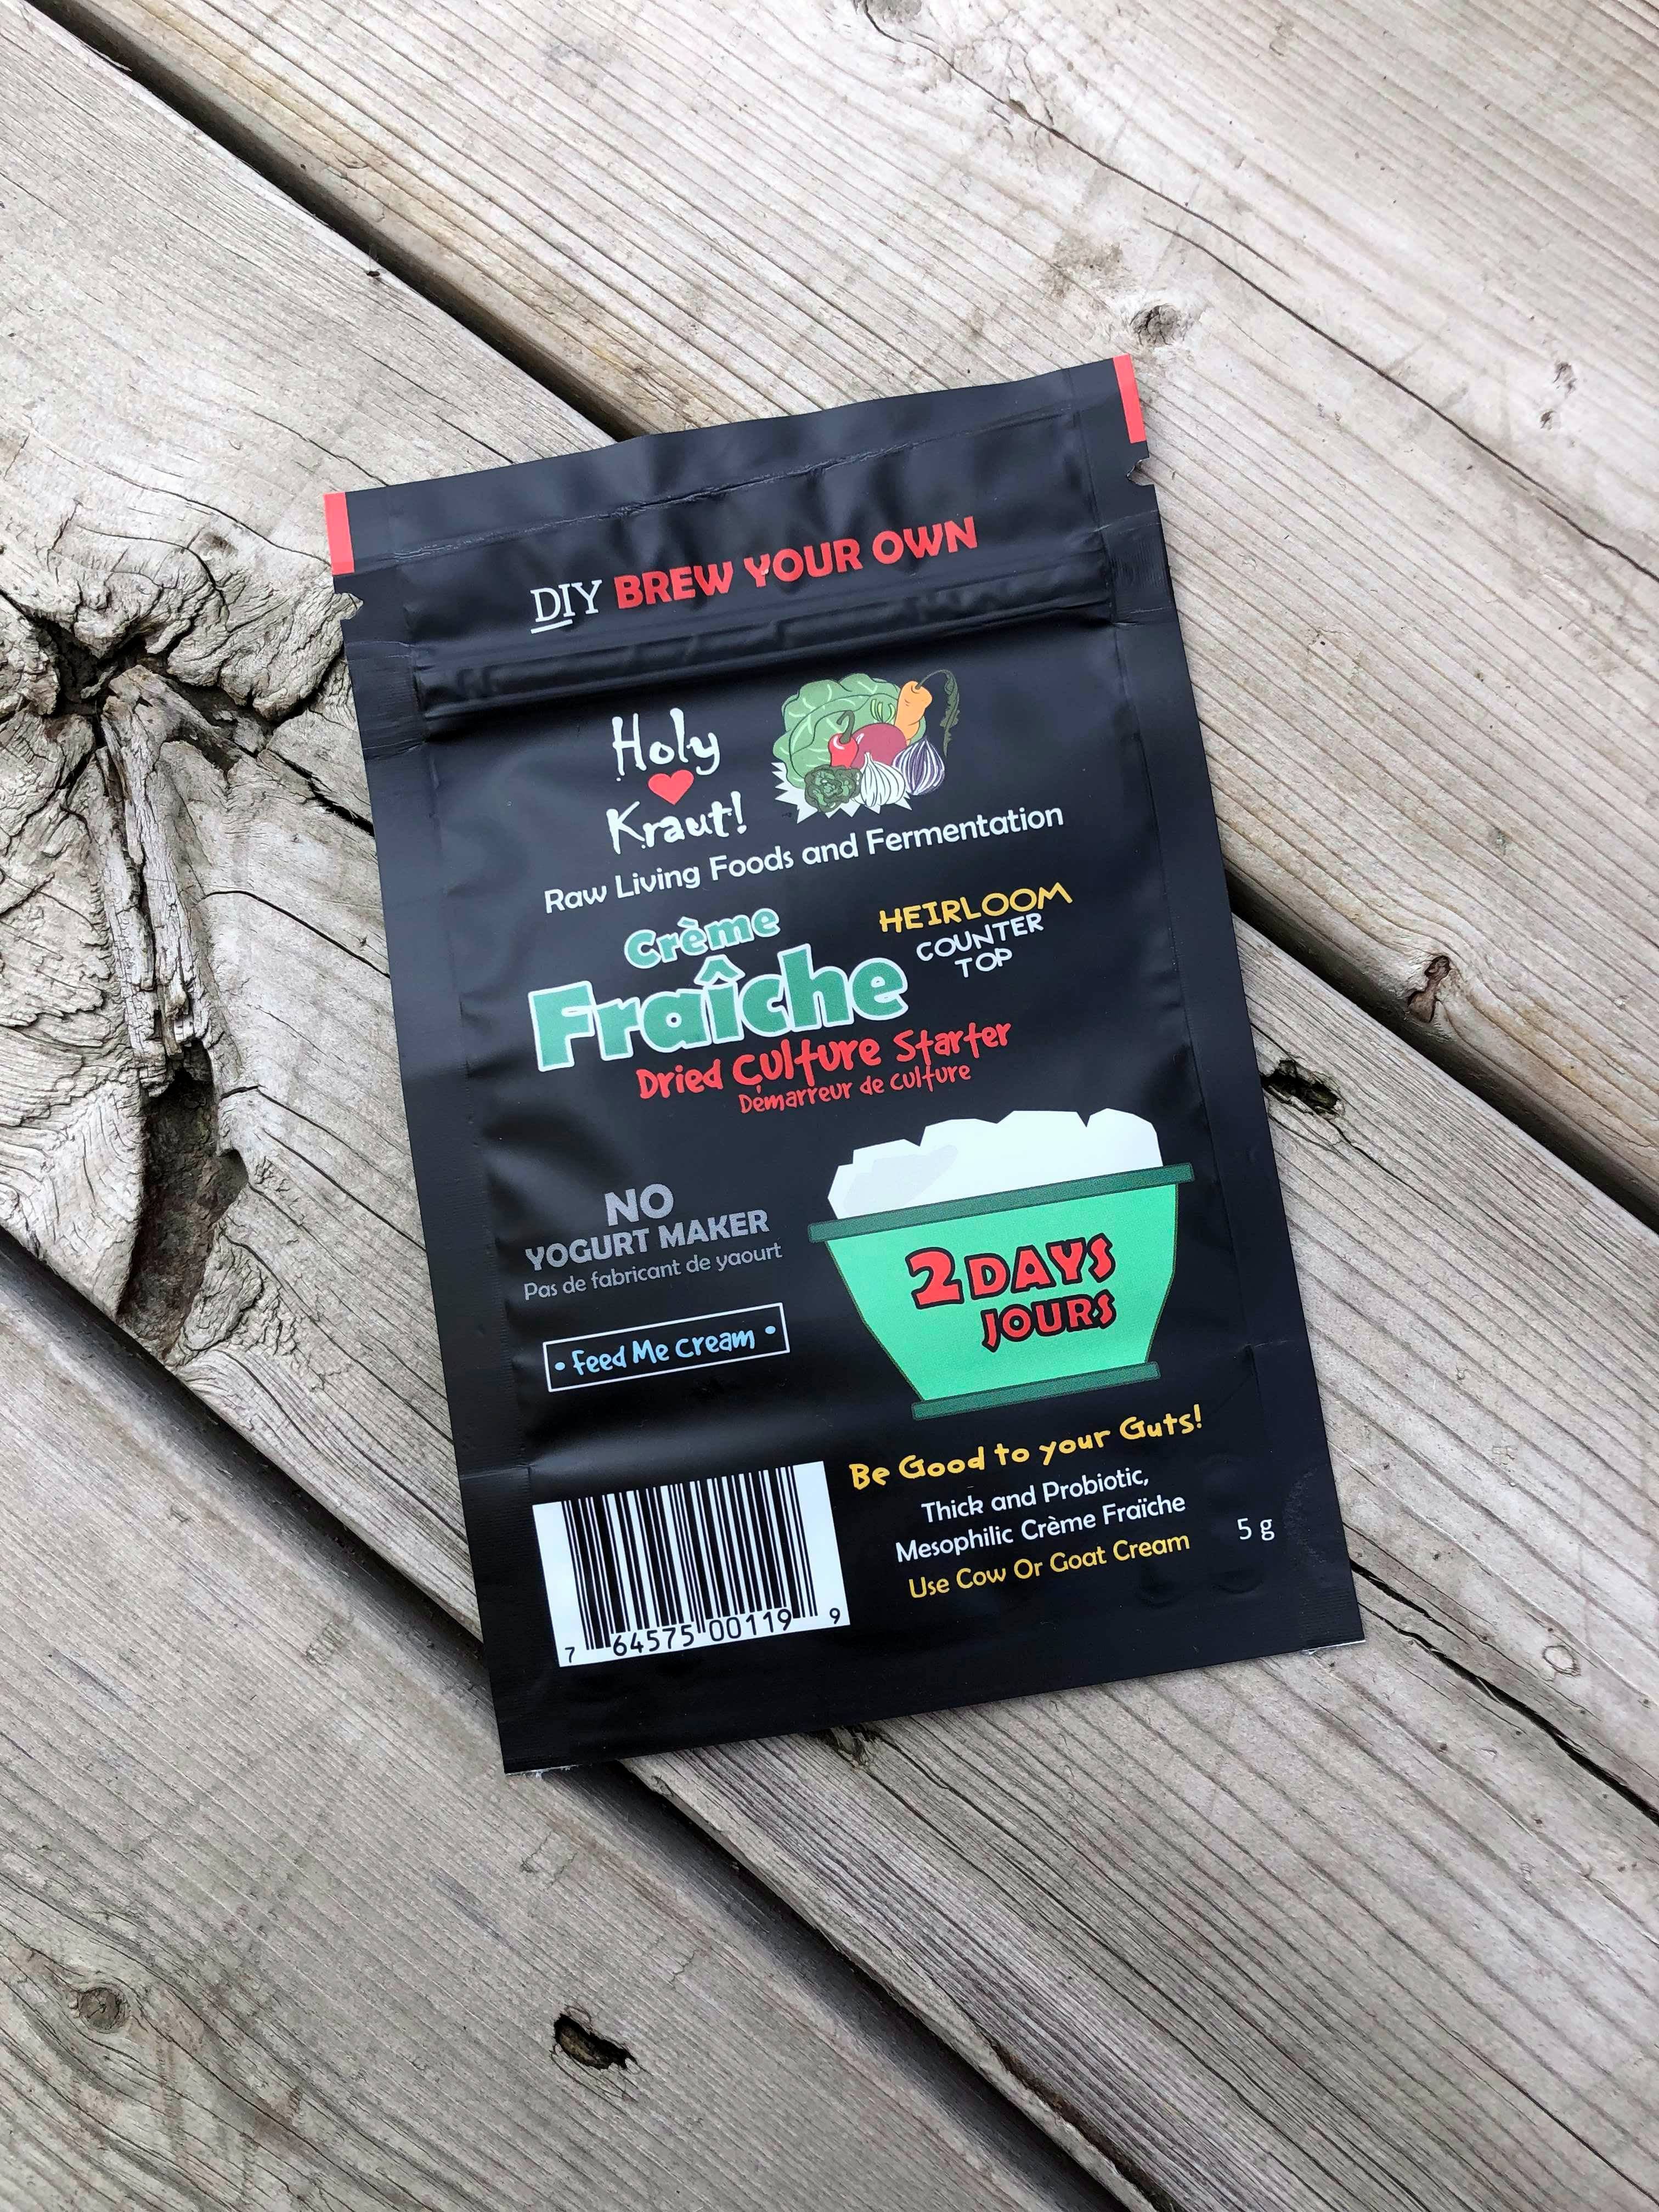 DIY BREW YOUR OWN
Holy
Kraut!
Raw Living Foods and Fermentation
Crème
Fraîche
HEIRLOOM
COUNTER
TOP
Dried Culture Starter
Démarreur de culture
NO
YOGURT MAKER
Pas de fabricant de yaourt
• Feed Me Cream •
2 DAYS
JOURS
Be Good to your Guts!
Thick and Probiotic,
Mesophilic Crème Fraïche
Use Cow Or Goat Cream
5 g
7 64575 00119 9